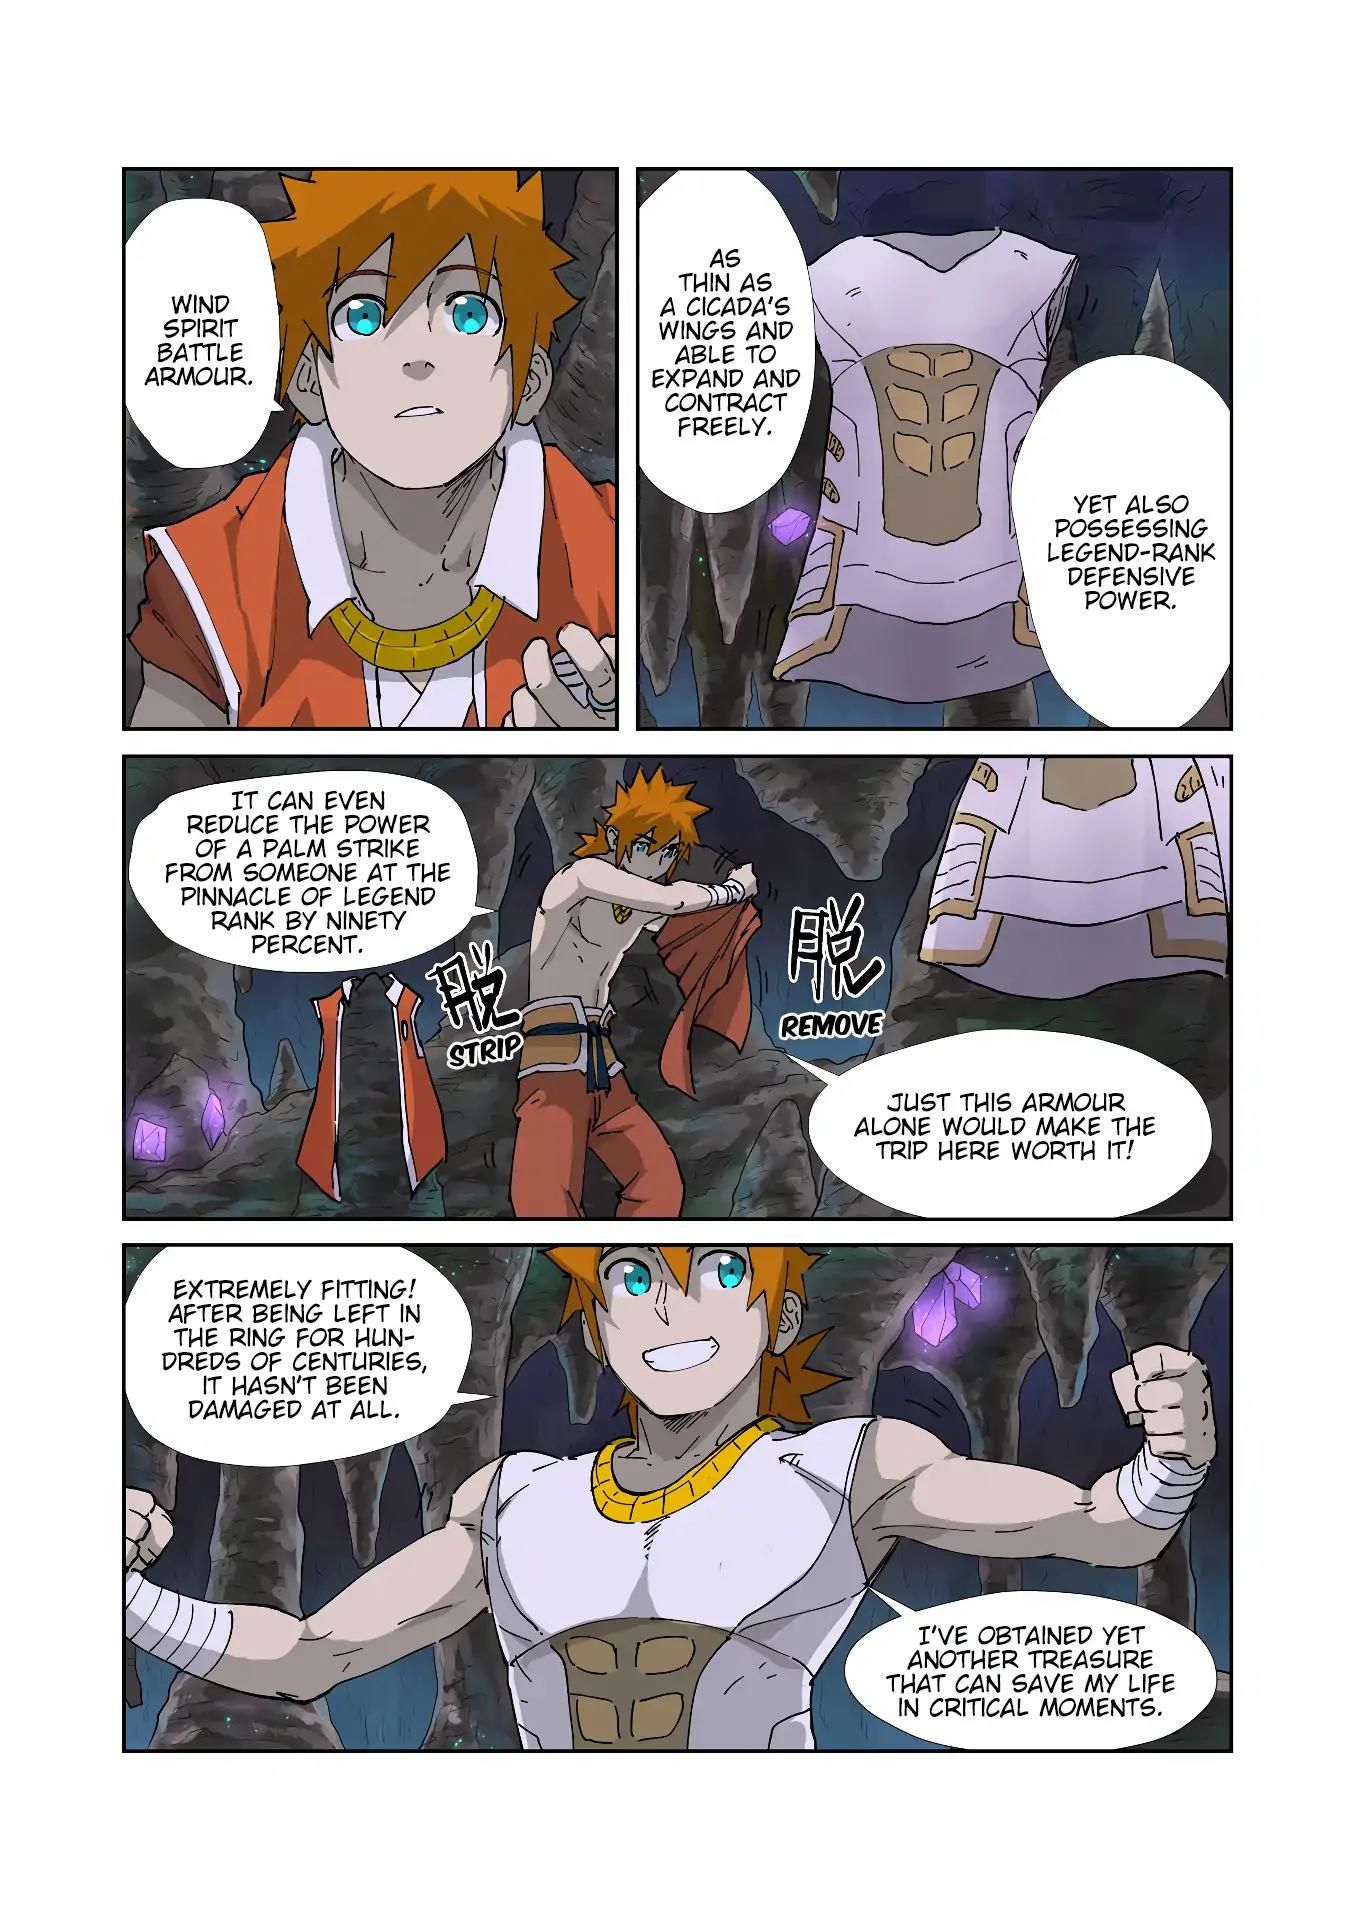 WIND
SPIRIT
BATTLE
ARMOUR.
AS
THIN AS
A CICADA'S
WINGS AND
ABLE TO
EXPAND AND
CONTRACT
FREELY.
YET ALSO
POSSESSING
LEGEND-RANK
DEFENSIVE
POWER.
IT CAN EVEN
REDUCE THE POWER
OF A PALM STRIKE
FROM SOMEONE AT THE
PINNACLE OF LEGEND
RANK BY NINETY
PERCENT.
脱
STRIP
脱
REMOVE
JUST THIS ARMOUR
ALONE WOULD MAKE THE
TRIP HERE WORTH IT!
EXTREMELY FITTING!
AFTER BEING LEFT IN
THE RING FOR HUN-
DREDS OF CENTURIES,
IT HASN'T BEEN
DAMAGED AT ALL.
I'VE OBTAINED YET
ANOTHER TREASURE
THAT CAN SAVE MY LIFE
IN CRITICAL MOMENTS.